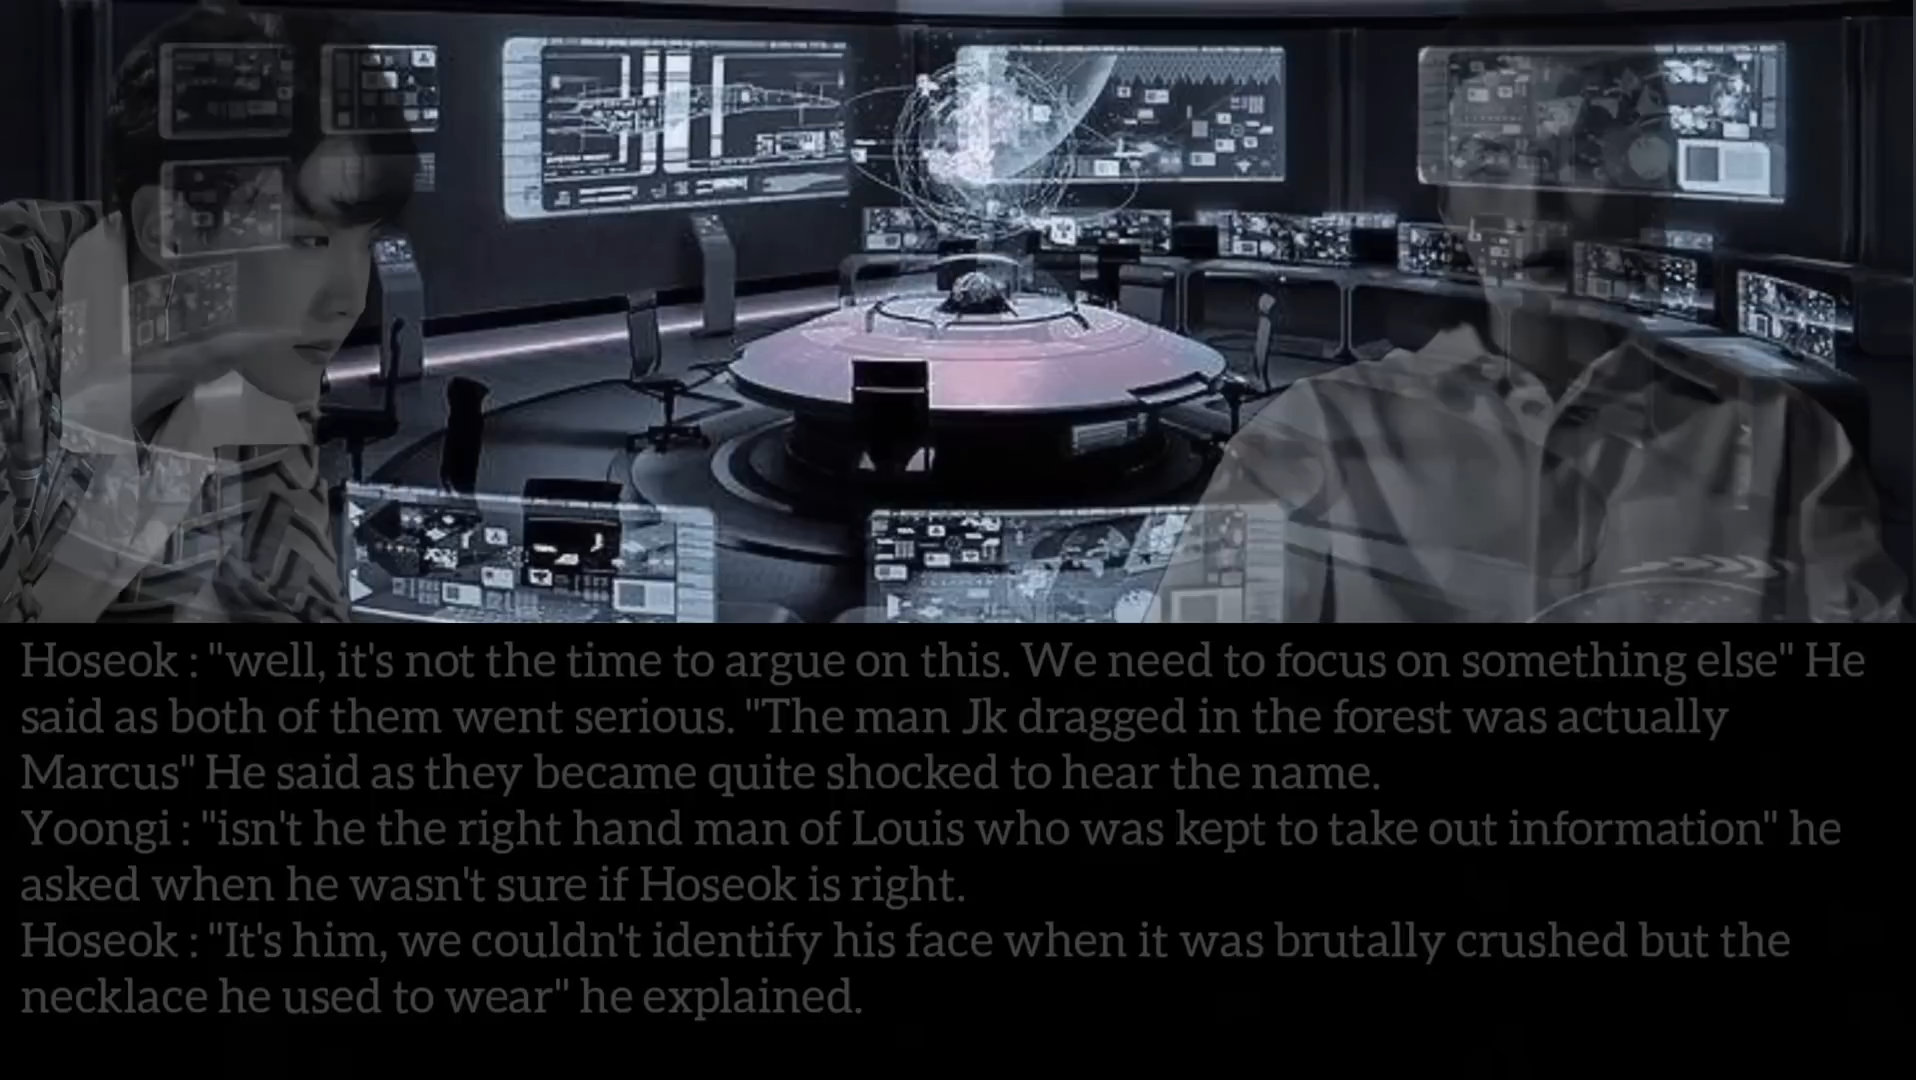 Hoseok : "well, it's not the time to argue on this. We need to focus on something else" He
said as both of them went serious. "The man Jk dragged in the forest was actually
Marcus" He said as they became quite shocked to hear the name.
Yoongi : "isn't he the right hand man of Louis who was kept to take out information" he
asked when he wasn't sure if Hoseok is right.
Hoseok : "It's him, we couldn't identify his face when it was brutally crushed but the
necklace he used to wear" he explained.